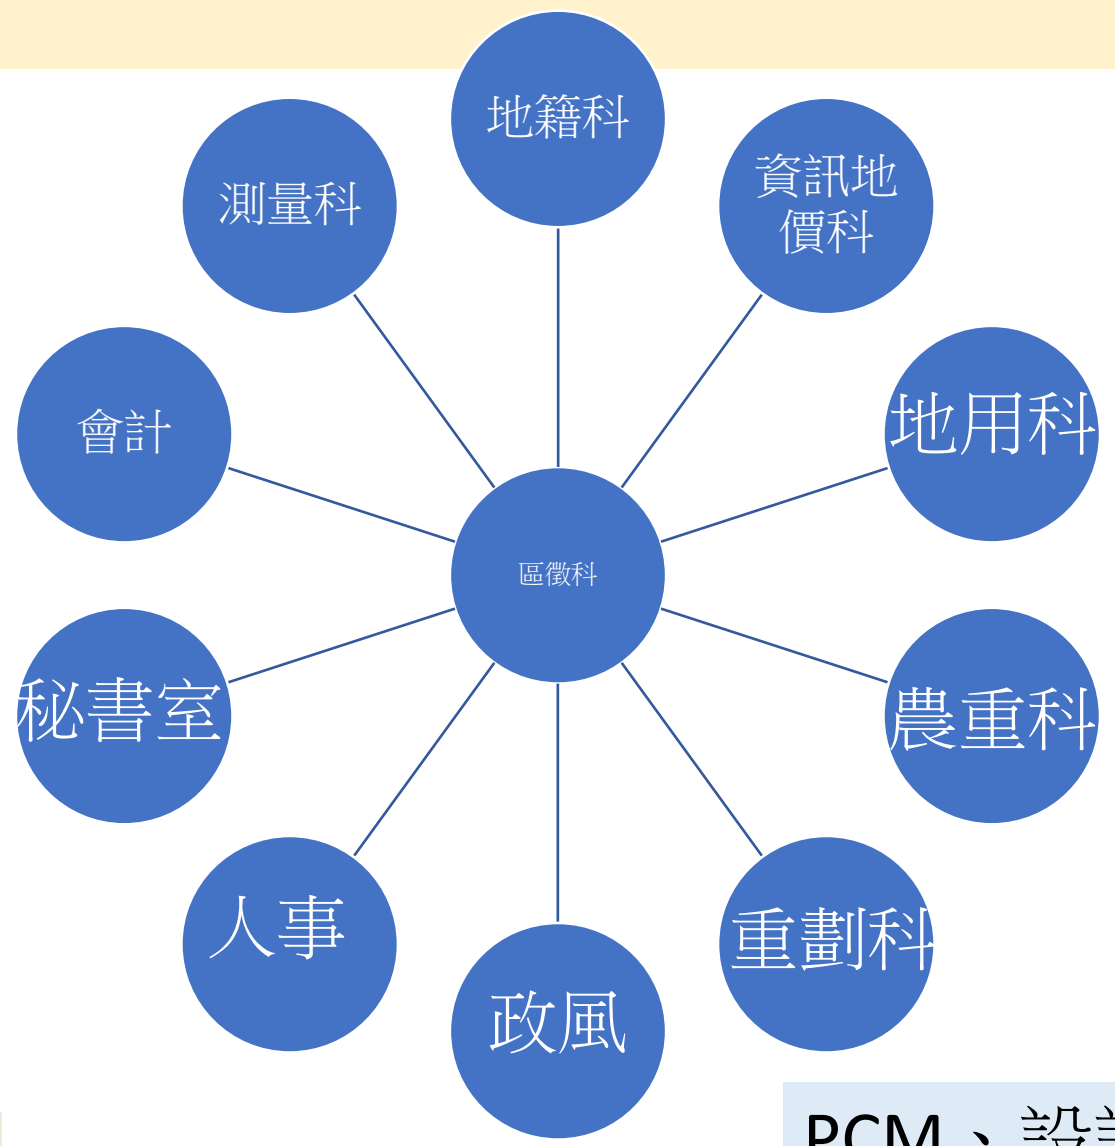 地籍科
資訊地
價科
地用科
農重科
重劃科
政風
人事
秘書室
會計
測量科
區徵科
PCM、設